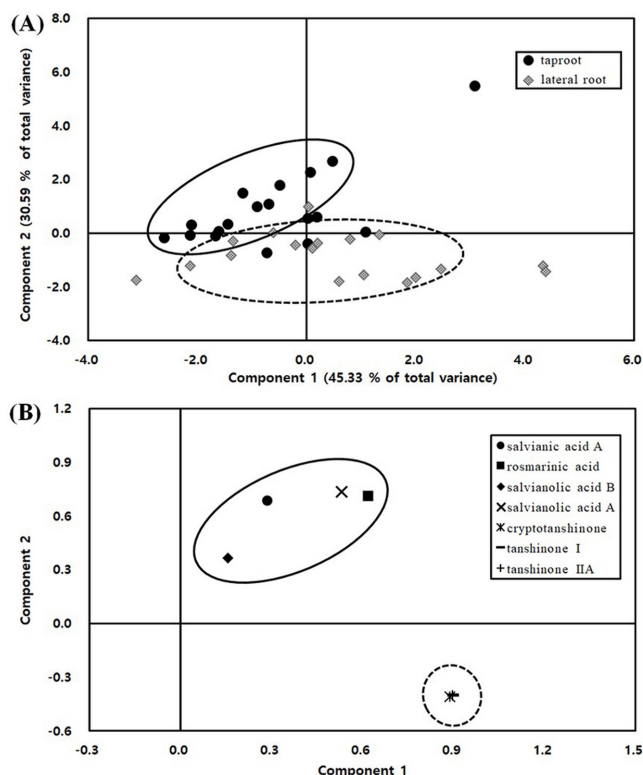 (A)
8.0
6.0
4.0
2.0
0.0
-2.0
-4.0
Component 2 (30.59 % of total variance)
taproot
lateral root
-4.0 -2.0 0.0 2.0 4.0 6.0
Component 1 (45.33 % of total variance)
(B)
1.2
0.9
0.6
0.3
0.0
-0.3
-0.6
Component 2
salvianic acid A
rosmarinic acid
salvianolic acid B
salvianolic acid A
cryptotanshinone
tanshinone I
tanshinone IIA
-0.3 0.0 0.3 0.6 0.9 1.2 1.5
Component 1